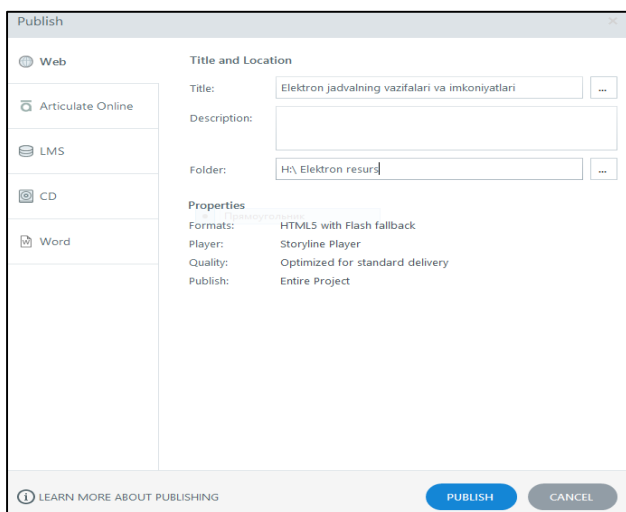 Publish
Web
Articulate Online
LMS
CD
Word
Title and Location
Title: Elektron jadvalning vazifalari va imkoniyatlari ...
Description:
Folder: H:\ Elektron resurs ...
Properties
Прямоугольник
Formats: HTML5 with Flash fallback
Player: Storyline Player
Quality: Optimized for standard delivery
Publish: Entire Project
LEARN MORE ABOUT PUBLISHING
PUBLISH CANCEL